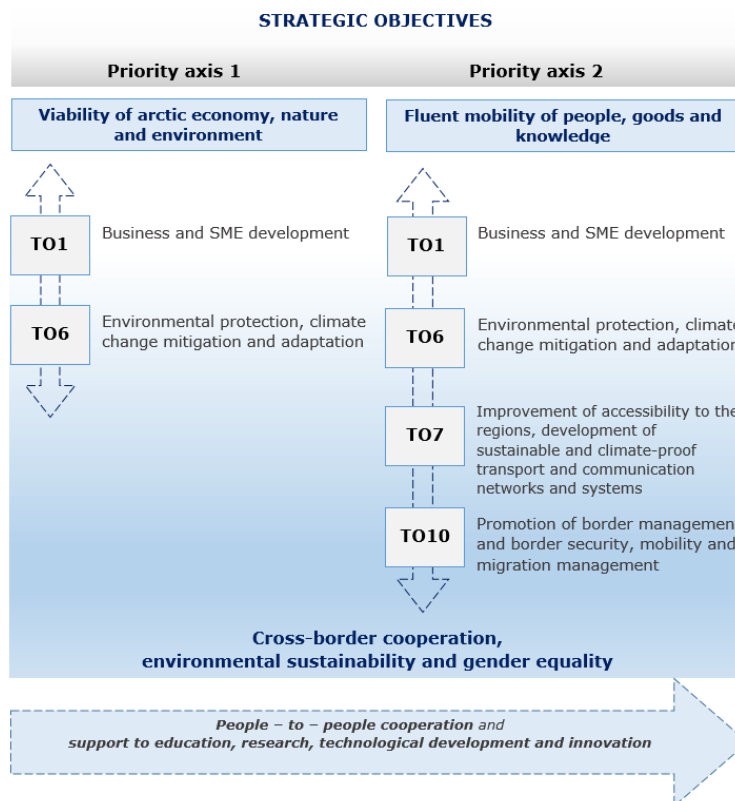 STRATEGIC OBJECTIVES
Priority axis 1
Priority axis 2
Viability of arctic economy, nature
and environment
Fluent mobility of people, goods and
knowledge
TO1
Business and SME development
TO6
Environmental protection, climate
change mitigation and adaptation
TO1
Business and SME development
TO6
Environmental protection, climate
change mitigation and adaptation
TO7
Improvement of accessibility to the
regions, development of
sustainable and climate-proof
transport and communication
networks and systems
TO10
Promotion of border management
and border security, mobility and
migration management
Cross-border cooperation,
environmental sustainability and gender equality
People – to – people cooperation and
support to education, research, technological development and innovation